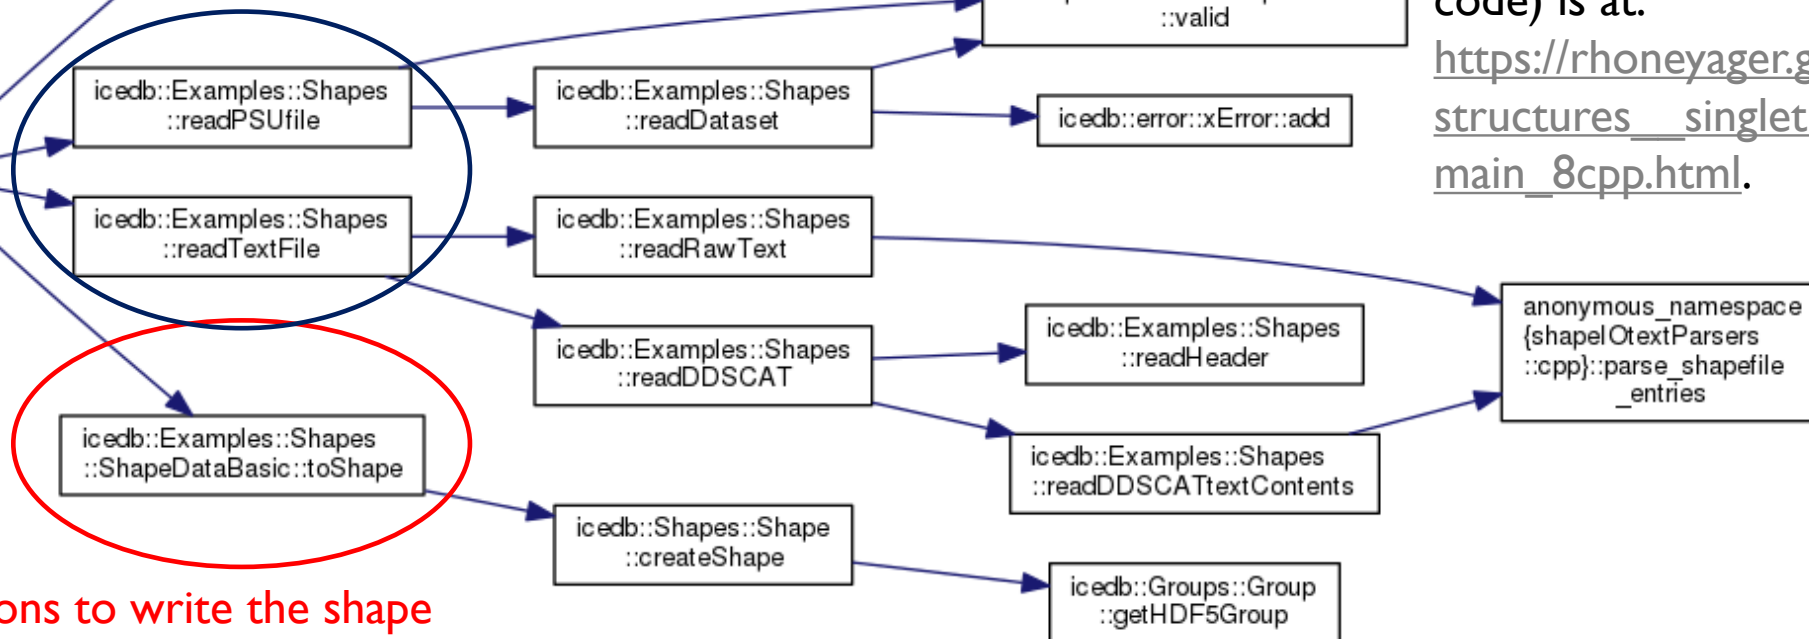 ::valid
code) is at:
https://rhoneyager.g
structures__singlet
main_8cpp.html.
icedb::Examples::Shapes
::readPSUfile
icedb::Examples::Shapes
::readDataset
icedb::error::xError::add
icedb::Examples::Shapes
::readTextFile
icedb::Examples::Shapes
::readRawText
anonymous_namespace
{shapeIOtextParsers
::cpp}::parse_shapefile
_entries
icedb::Examples::Shapes
::readDDSCAT
icedb::Examples::Shapes
::readHeader
icedb::Examples::Shapes
::ShapeDataBasic::toShape
icedb::Examples::Shapes
::readDDSCATtextContents
icedb::Shapes::Shape
::createShape
icedb::Groups::Group
::getHDF5Group
ons to write the shape